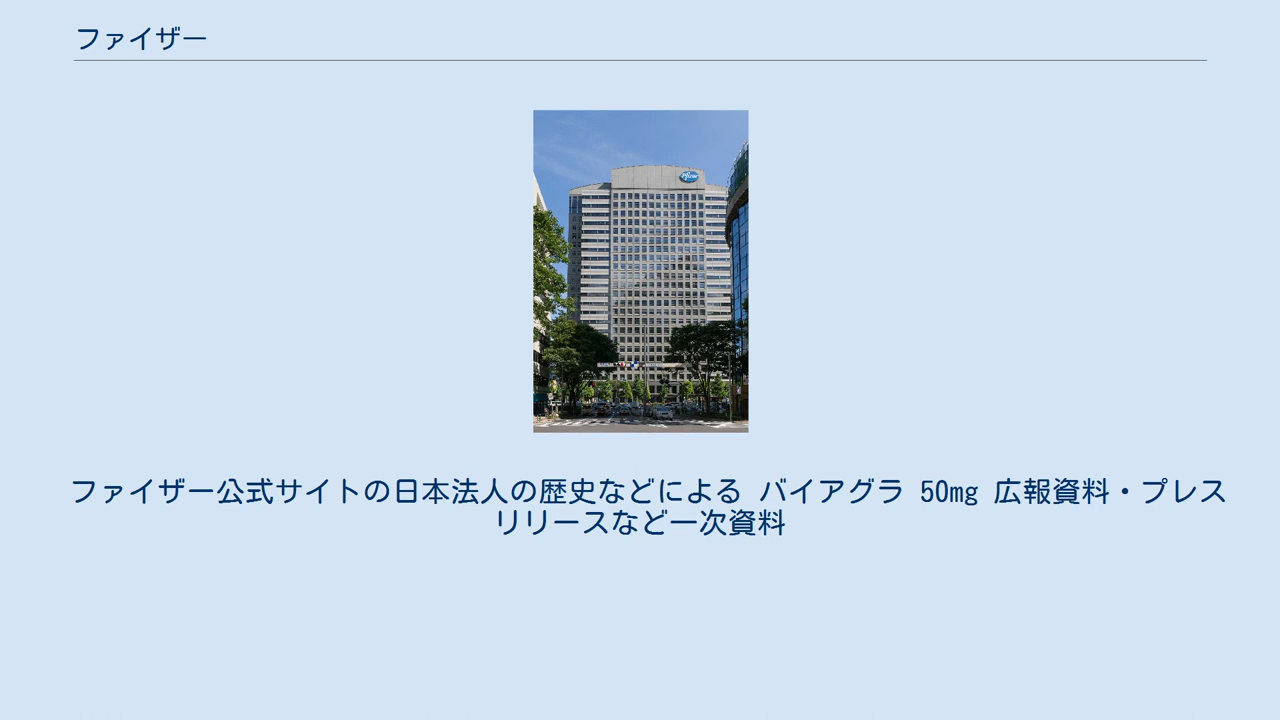 ファイザー
Pfizer
ファイザー公式サイトの日本法人の歴史などによる バイアグラ 50mg 広報資料・プレス
リリースなど一次資料